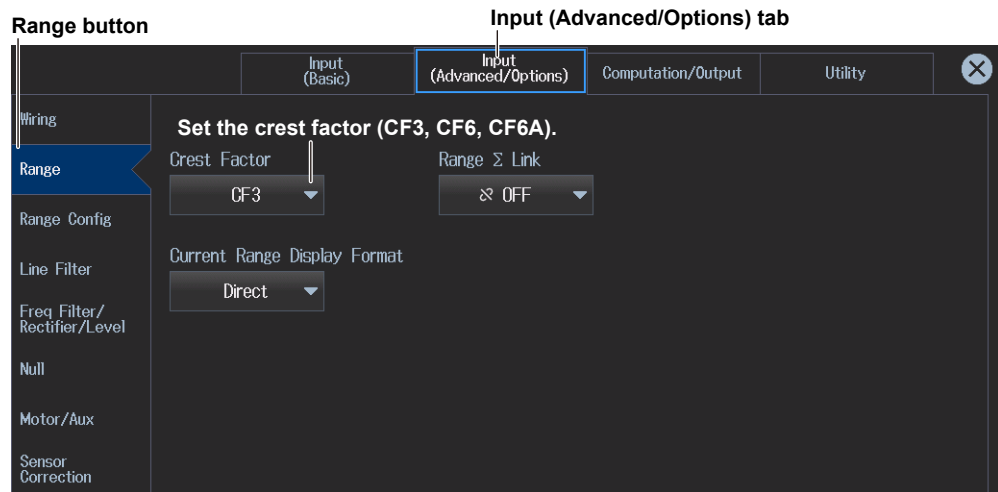 Range button
Input (Advanced/Options) tab
Input
(Basic)
Input
(Advanced/Options)
Computation/Output
Utility
Wiring
Set the crest factor (CF3, CF6, CF6A).
Range
Crest Factor
Range Σ Link
CF3
OFF
Range Config
Current Range Display Format
Line Filter
Direct
Freq Filter/
Rectifier/Level
Null
Motor/Aux
Sensor
Correction